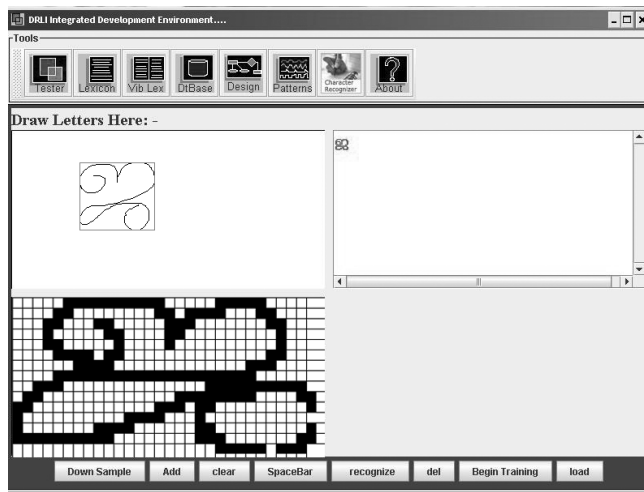 DRLI Integrated Development Environment....
Tools
Tester Lexicon Vib Lex DtBase Design Patterns Character Recognizer About
Draw Letters Here: -
Down Sample Add clear SpaceBar recognize del Begin Training load